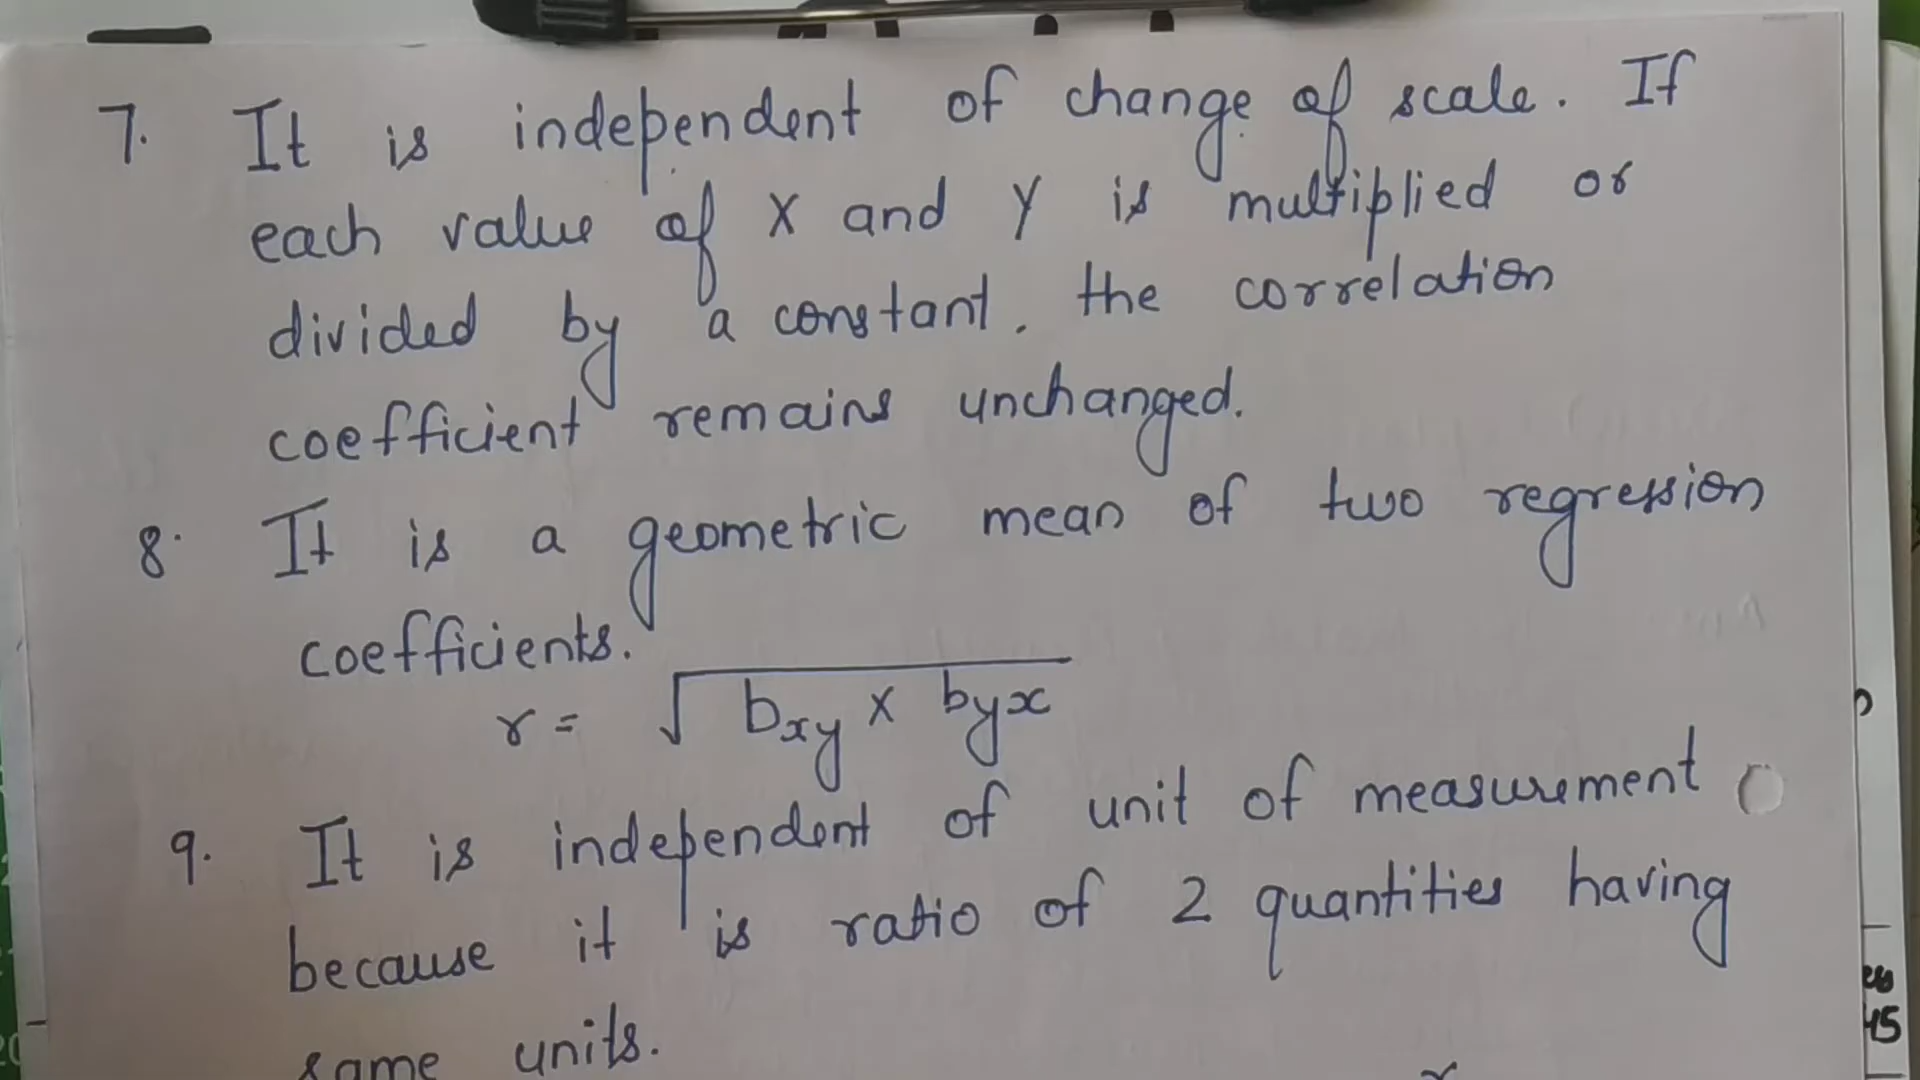 7. It is independent of change of scale. If
each value of X and Y is multiplied or
divided by a constant, the correlation
coefficient remains unchanged.
8. It is a geometric mean of two regression
coefficients.
r = √bxy × byx
9. It is independent of unit of measurement
because it is ratio of 2 quantities having
same units.
45